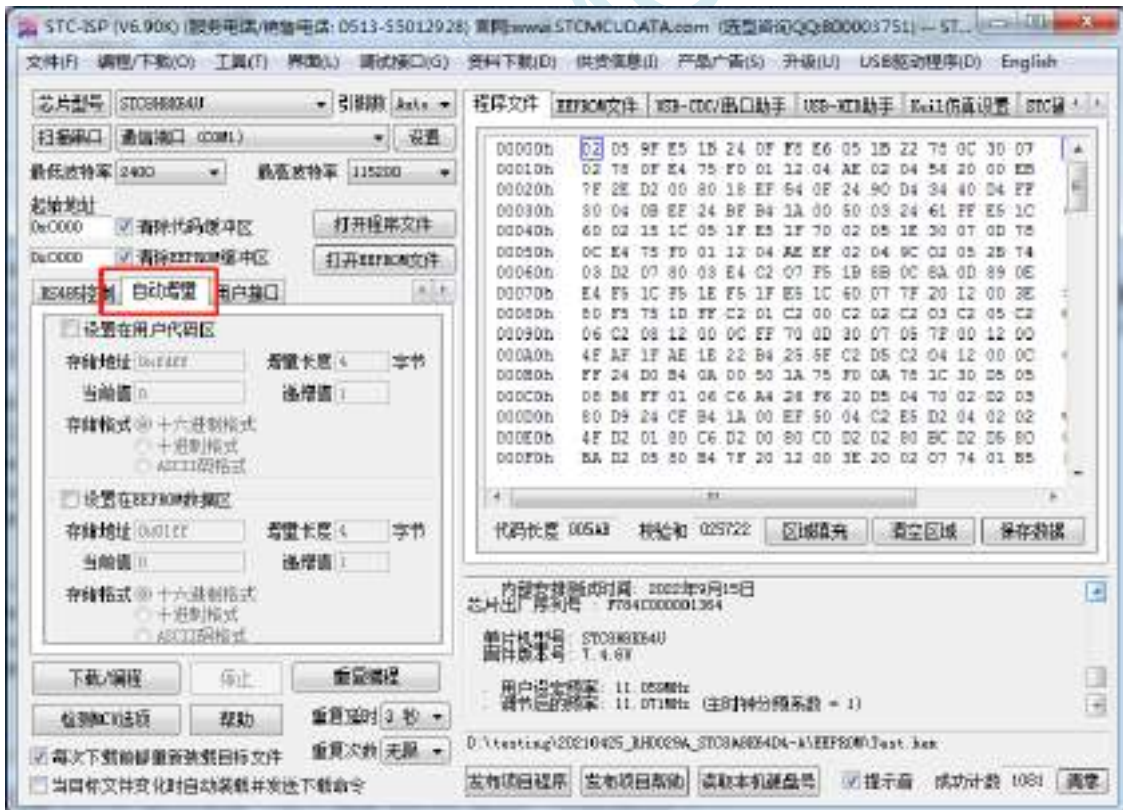 STC-ISP (V6.90K) (服务电话/销售电话: 0513-55012928) 官网:www.STCMCUDATA.com (选型咨询QQ:800003751) -- ST...
文件(F) 编程/下载(O) 工具(T) 界面(L) 调试接口(G) 资料下载(D) 供货信息(I) 产品广告(S) 升级(U) USB驱动程序(D) English
芯片型号 STC8H8K64U 引脚数 Auto
扫描串口 通信接口 (COM1) 设置
最低波特率 2400 最高波特率 115200
起始地址
0x0000 清除代码缓冲区 打开程序文件
0x0000 清除EEPROM缓冲区 打开EEPROM文件
RS485控制 自动增量 用户接口
设置在用户代码区
存储地址 增量长度 4 字节
当前值 0 递增值 1
存储格式 十六进制格式
十进制格式
ASCII码格式
设置在EEPROM数据区
存储地址 0x01FF 增量长度 4 字节
当前值 0 递增值 1
存储格式 十六进制格式
十进制格式
ASCII码格式
下载/编程 停止 重复编程
检测MCU选项 帮助 重复延时 3 秒
每次下载前都重新装载目标文件 重复次数 无限
当目标文件变化时自动装载并发送下载命令
程序文件 EEPROM文件 USB-CDC/串口助手 USB-HID助手 Keil仿真设置
00000h 02 05 9F E5 1B 24 0F F8 E6 05 1B 22 78 0C 30 07
00010h 02 78 0F E4 75 F0 01 12 04 AE 02 04 56 20 00 EB
00020h 7F 2E D2 00 80 18 EF 54 0F 24 90 D4 34 40 D4 FF
00030h 30 04 0B EF 24 BF B4 1A 00 50 03 24 61 FF E5 1C
00040h 60 02 15 1C 05 1F E5 1F 70 02 05 1E 30 07 0D 78
00050h 0C E4 75 F0 01 12 04 AE EF 02 04 9C 02 05 2B 74
00060h 03 D2 07 80 03 E4 C2 07 F5 1B 8B 0C 8A 0D 89 0E
00070h E4 F5 1C F5 1E F5 1F E5 1C 60 07 7F 20 12 00 3E
00080h 80 F5 75 1D FF C2 01 C2 00 C2 02 C2 03 C2 05 C2
00090h 06 C2 08 12 00 0C FF 70 0D 30 07 05 7F 00 12 00
000A0h 4F AF 1F AE 1E 22 B4 25 5F C2 D5 C2 04 12 00 0C
000B0h FF 24 D0 B4 0A 00 50 1A 75 F0 0A 78 1C 30 D5 05
000C0h 08 B6 FF 01 06 C6 A4 26 F6 20 D5 04 70 02 D2 03
000D0h 80 D9 24 CF B4 1A 00 EF 50 04 C2 E5 D2 04 02 02
000E0h 4F D2 01 80 C6 D2 00 80 C0 D2 02 80 BC D2 D5 80
000F0h BA D2 05 80 B4 7F 20 12 00 3E 20 02 07 74 01 B5
代码长度 005AB 校验和 025722 区域填充 清空区域 保存数据
内部安排测试时间: 2022年9月15日
芯片出厂序列号 : F784C000001364
单片机型号: STC8H8K64U
固件版本号: 7.4.6U
用户设定频率: 11.059MHz
调节后的频率: 11.071MHz (主时钟分频系数 = 1)
发布项目程序 发布项目帮助 读取本机硬盘号 提示音 成功计数 1081 清零